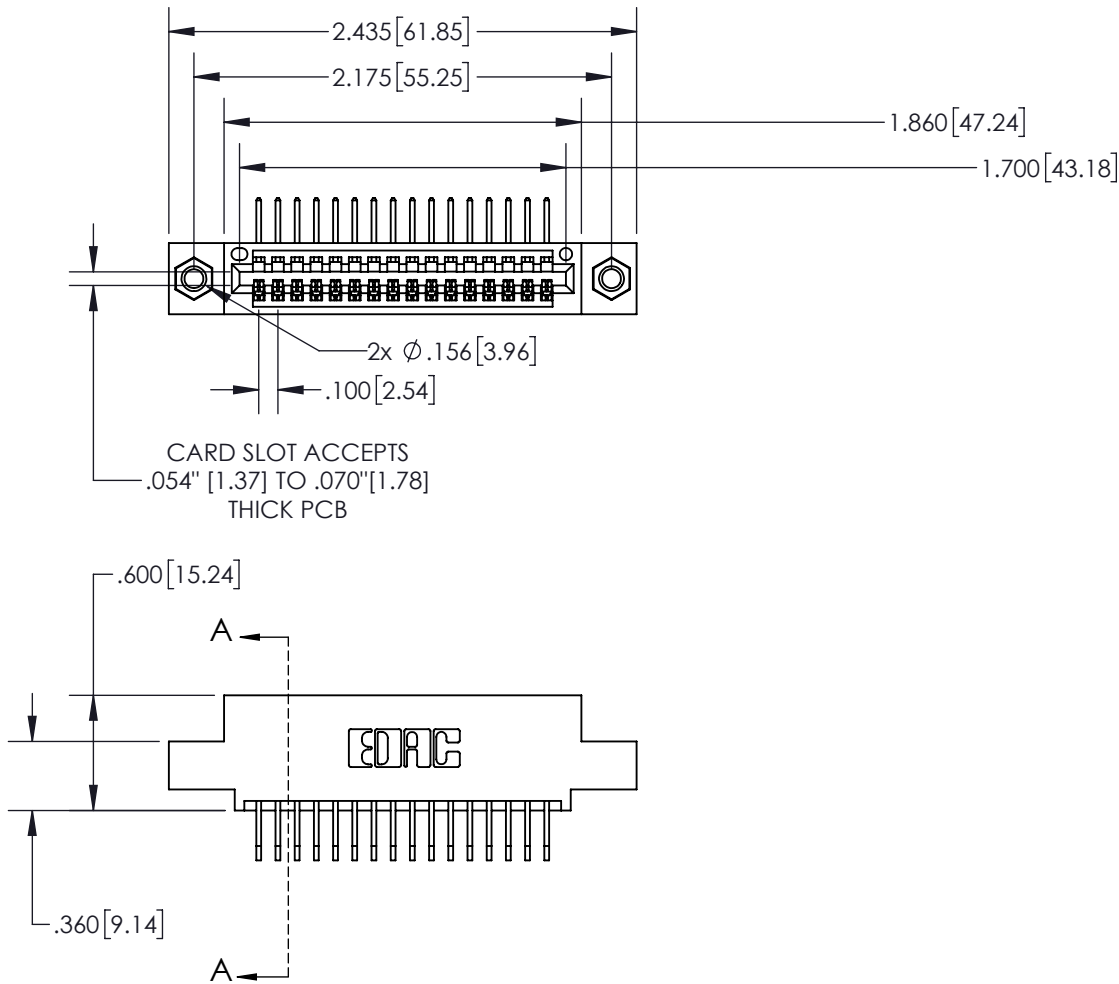 2.435[61.85]
2.175[55.25]
1.860[47.24]
1.700[43.18]
2x Ø.156[3.96]
.100[2.54]
CARD SLOT ACCEPTS
.054" [1.37] TO .070"[1.78]
THICK PCB
.600[15.24]
A
EDAC
.360[9.14]
A